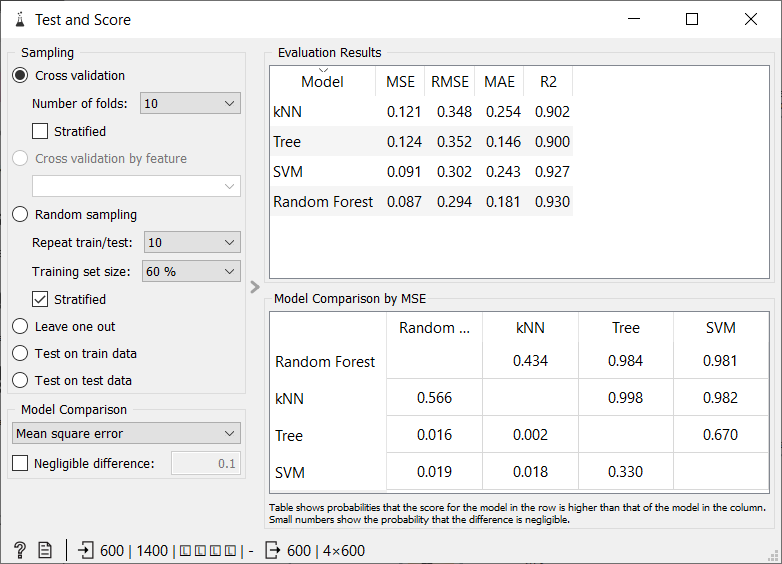 Test and Score
Sampling
Cross validation
Number of folds: 10
Stratified
Cross validation by feature
Random sampling
Repeat train/test: 10
Training set size: 60 %
Stratified
Leave one out
Test on train data
Test on test data
Model Comparison
Mean square error
Negligible difference: 0.1
Evaluation Results
Model MSE RMSE MAE R2
kNN 0.121 0.348 0.254 0.902
Tree 0.124 0.352 0.146 0.900
SVM 0.091 0.302 0.243 0.927
Random Forest 0.087 0.294 0.181 0.930
Model Comparison by MSE
Random ... kNN Tree SVM
Random Forest 0.434 0.984 0.981
kNN 0.566 0.998 0.982
Tree 0.016 0.002 0.670
SVM 0.019 0.018 0.330
Table shows probabilities that the score for the model in the row is higher than that of the model in the column.
Small numbers show the probability that the difference is negligible.
? 600 | 1400 | L L L L | - 600 | 4×600